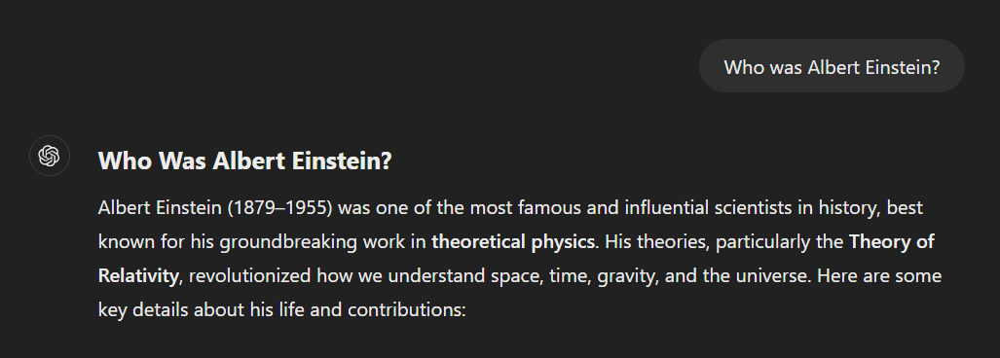 Who was Albert Einstein?
Who Was Albert Einstein?
Albert Einstein (1879–1955) was one of the most famous and influential scientists in history, best
known for his groundbreaking work in theoretical physics. His theories, particularly the Theory of
Relativity, revolutionized how we understand space, time, gravity, and the universe. Here are some
key details about his life and contributions: